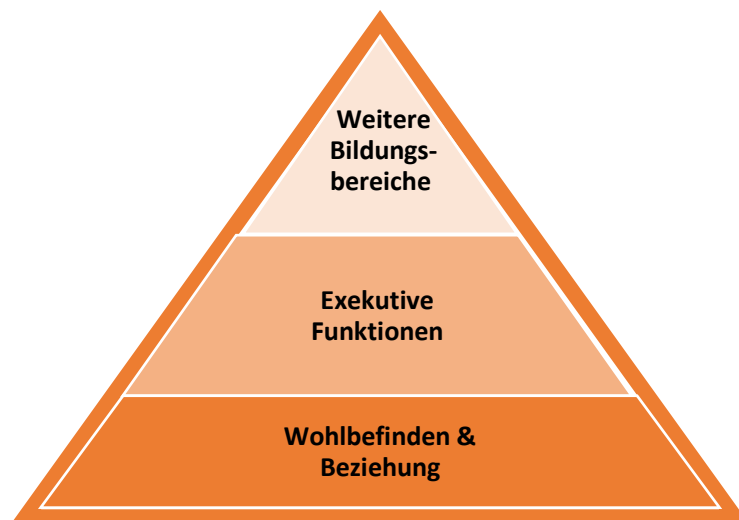 Weitere
Bildungs-
bereiche
Exekutive
Funktionen
Wohlbefinden &
Beziehung